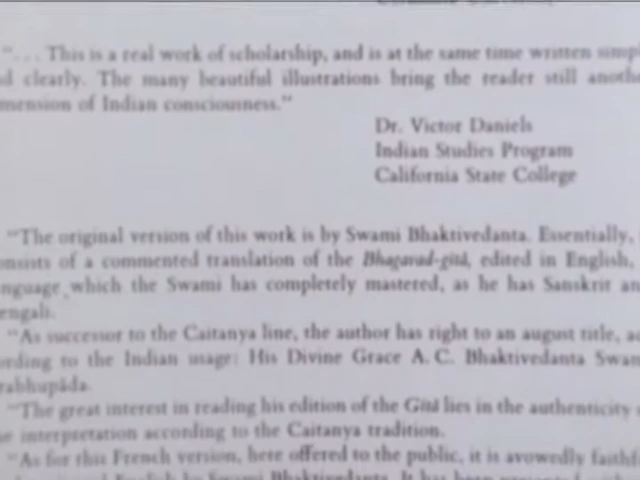 ". . . This is a real work of scholarship, and is at the same time written simpl
d clearly. The many beautiful illustrations bring the reader still anothe
mension of Indian consciousness."
Dr. Victor Daniels
Indian Studies Program
California State College
"The original version of this work is by Swami Bhaktivedanta. Essentially,
onsists of a commented translation of the Bhagavad-gītā, edited in English,
nguage which the Swami has completely mastered, as he has Sanskrit an
engali.
"As successor to the Caitanya line, the author has right to an august title, ac
ording to the Indian usage: His Divine Grace A. C. Bhaktivedanta Swam
rabhupāda.
"The great interest in reading his edition of the Gītā lies in the authenticity
e interpretation according to the Caitanya tradition.
"As for this French version, here offered to the public, it is avowedly faithf